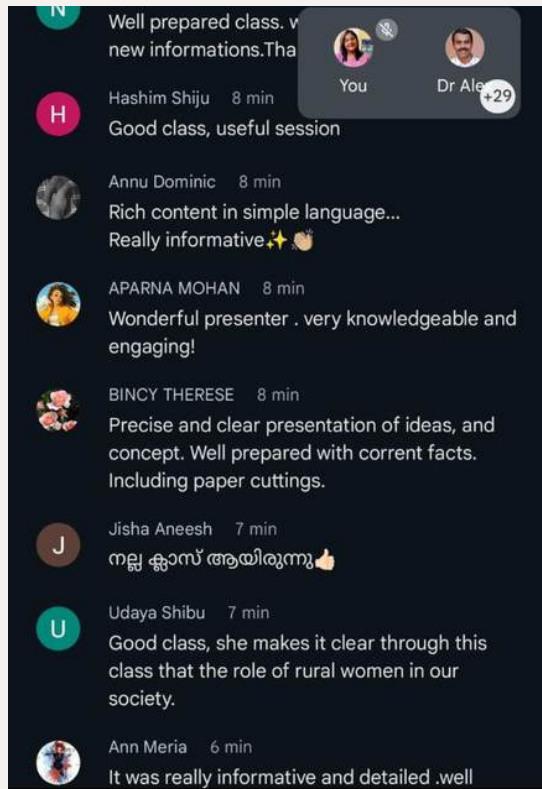 N
Well prepared class. w
new informations.Tha
You
Dr Ale
+29
H
Hashim Shiju 8 min
Good class, useful session
Annu Dominic 8 min
Rich content in simple language...
Really informative✨👏🏼
APARNA MOHAN 8 min
Wonderful presenter . very knowledgeable and
engaging!
BINCY THERESE 8 min
Precise and clear presentation of ideas, and
concept. Well prepared with corrent facts.
Including paper cuttings.
J
Jisha Aneesh 7 min
നല്ല ക്ലാസ് ആയിരുന്നു👍🏻
U
Udaya Shibu 7 min
Good class, she makes it clear through this
class that the role of rural women in our
society.
Ann Meria 6 min
It was really informative and detailed .well